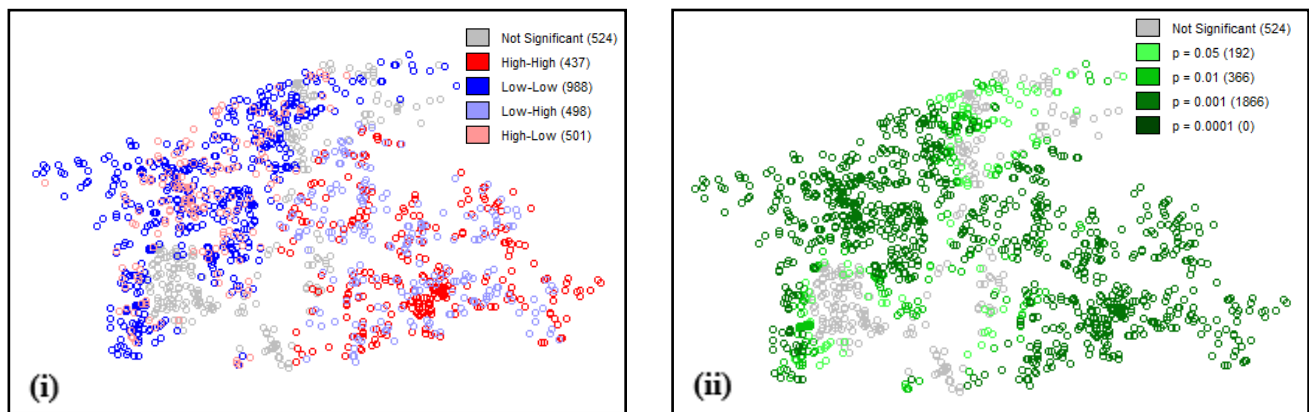 Not Significant (524)
High-High (437)
Low-Low (988)
Low-High (498)
High-Low (501)
(i)
Not Significant (524)
p = 0.05 (192)
p = 0.01 (366)
p = 0.001 (1866)
p = 0.0001 (0)
(ii)